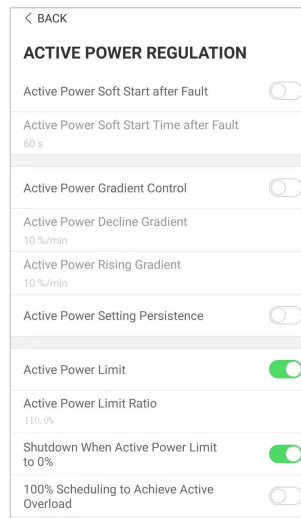 < BACK
ACTIVE POWER REGULATION
Active Power Soft Start after Fault
Active Power Soft Start Time after Fault
60 s
Active Power Gradient Control
Active Power Decline Gradient
10 %/min
Active Power Rising Gradient
10 %/min
Active Power Setting Persistence
Active Power Limit
Active Power Limit Ratio
110.0%
Shutdown When Active Power Limit
to 0%
100% Scheduling to Achieve Active
Overload